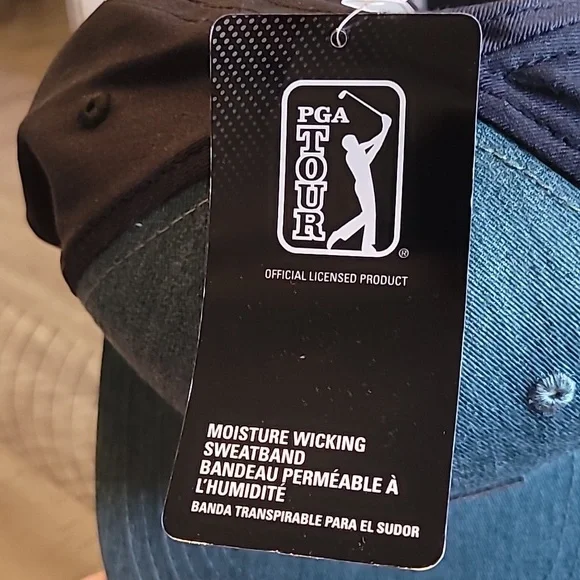 PGA
TOUR
®
OFFICIAL LICENSED PRODUCT
MOISTURE WICKING
SWEATBAND
BANDEAU PERMÉABLE À
L'HUMIDITÉ
BANDA TRANSPIRABLE PARA EL SUDOR